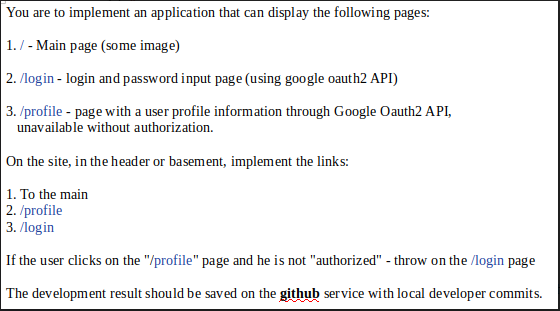 You are to implement an application that can display the following pages:
1. / - Main page (some image)
2. /login - login and password input page (using google oauth2 API)
3. /profile - page with a user profile information through Google Oauth2 API,
unavailable without authorization.
On the site, in the header or basement, implement the links:
1. To the main
2. /profile
3. /login
If the user clicks on the "/profile" page and he is not "authorized" - throw on the /login page
The development result should be saved on the github service with local developer commits.